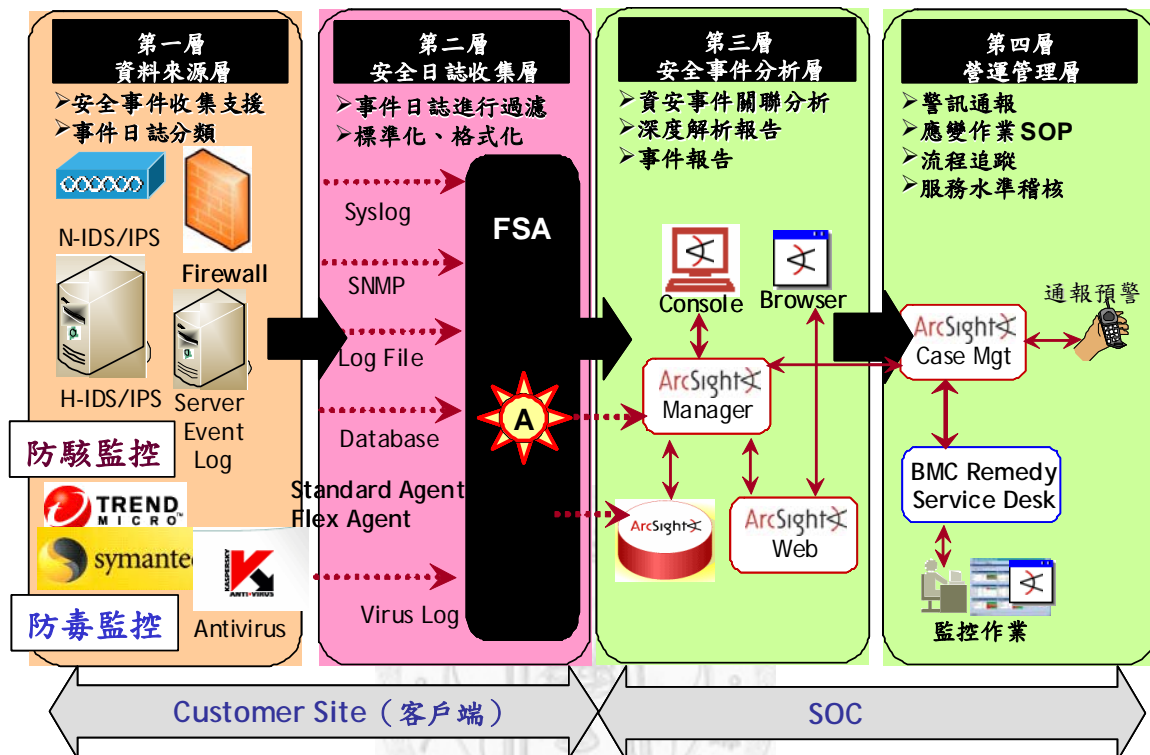 第一層
資料來源層
➢安全事件收集支援
➢事件日誌分類
N-IDS/IPS
Firewall
H-IDS/IPS
Server
Event
Log
防駭監控
TREND
MICRO™
symantec
KASPERSKY
ANTI-VIRUS
防毒監控
Antivirus
第二層
安全日誌收集層
➢事件日誌進行過濾
➢標準化、格式化
Syslog
SNMP
Log File
Database
Standard Agent
Flex Agent
Virus Log
FSA
A
第三層
安全事件分析層
➢資安事件關聯分析
➢深度解析報告
➢事件報告
Console
Browser
ArcSight
Manager
ArcSight
ArcSight
Web
第四層
營運管理層
➢警訊通報
➢應變作業 SOP
➢流程追蹤
➢服務水準稽核
通報預警
ArcSight
Case Mgt
BMC Remedy
Service Desk
監控作業
Customer Site（客戶端）
SOC